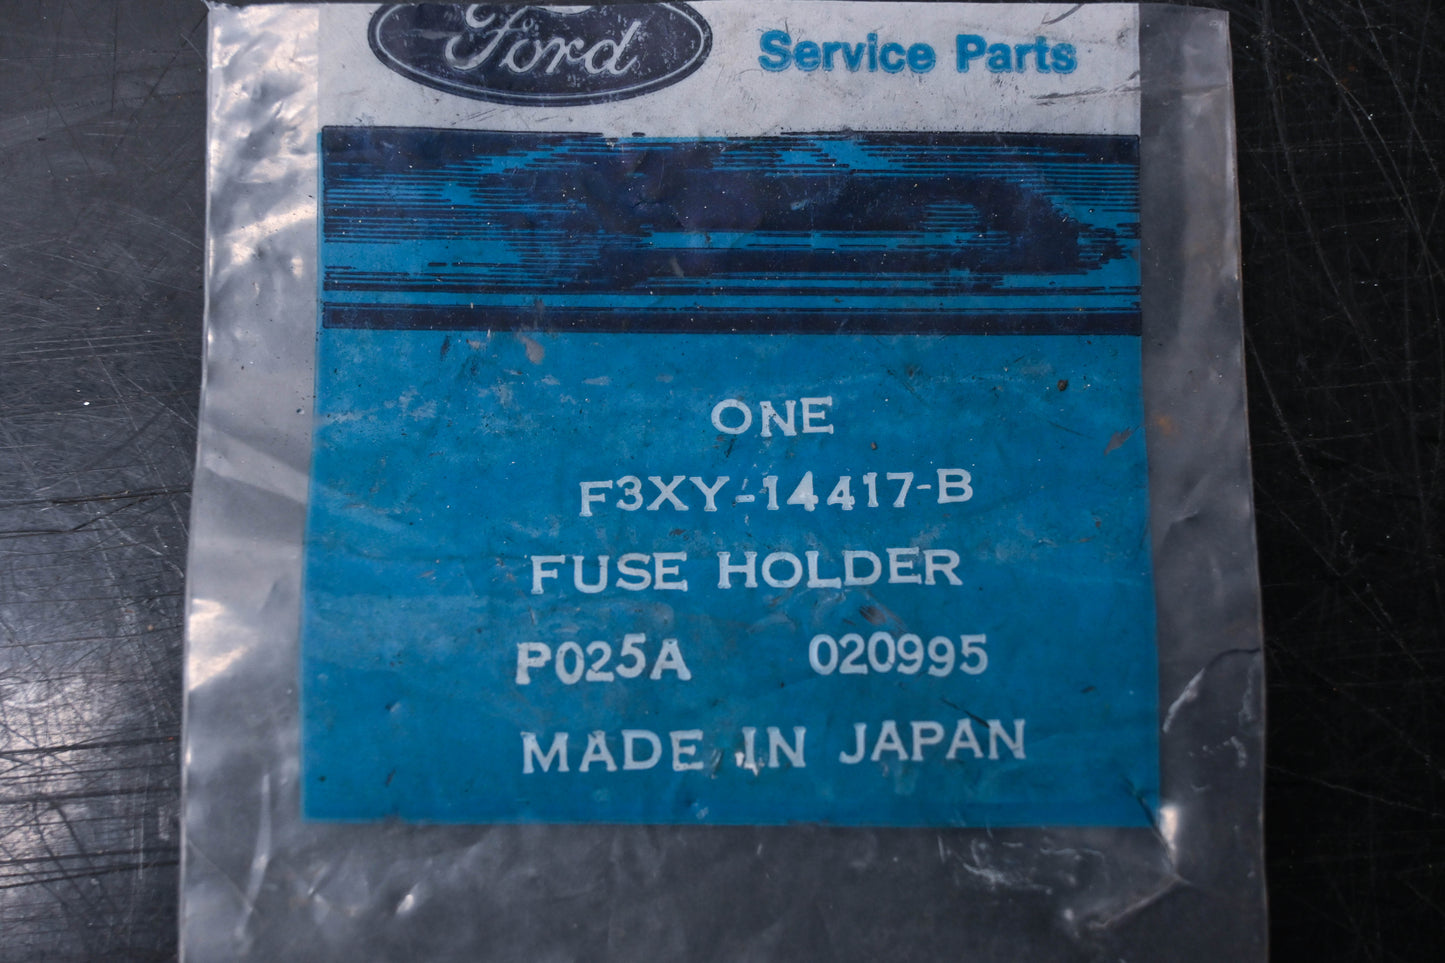 Ford Service Parts
ONE
F3XY-14417-B
FUSE HOLDER
P025A 020995
MADE IN JAPAN